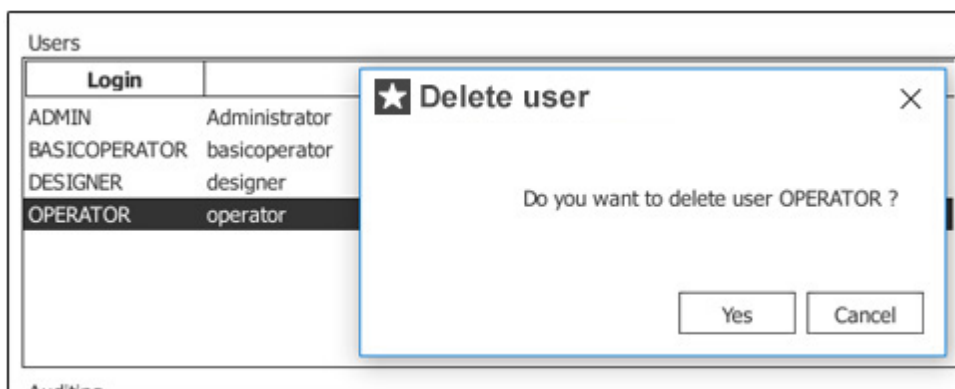 Users
Login
Delete user
ADMIN Administrator
BASICOPERATOR basicoperator
DESIGNER designer
OPERATOR operator
Do you want to delete user OPERATOR ?
Yes Cancel